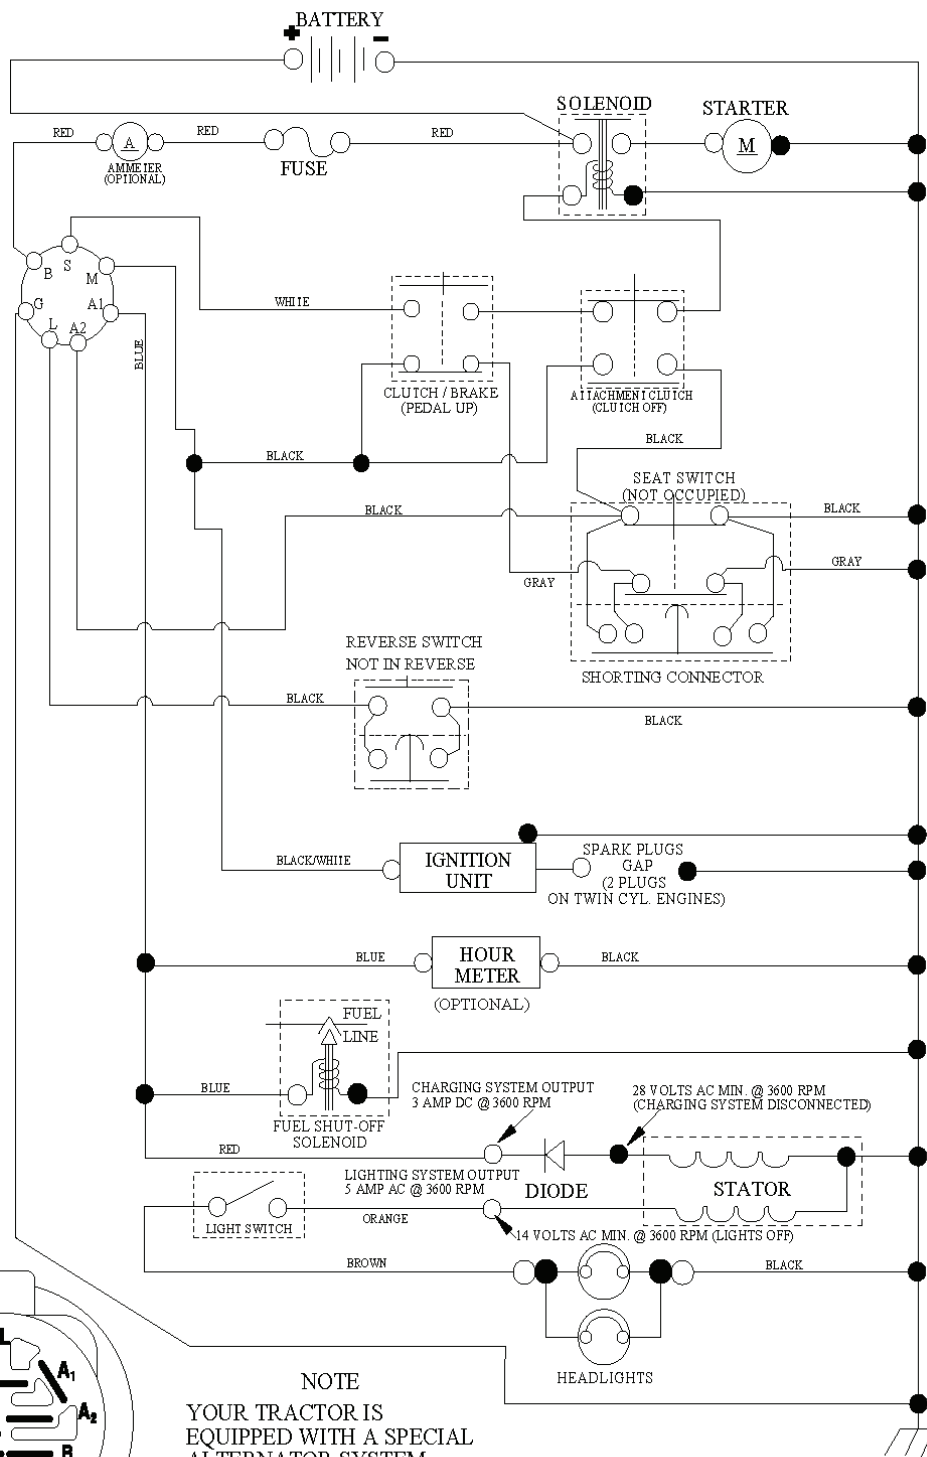 BATTERY
+
-
SOLENOID
STARTER
RED
A
RED
RED
M
AMMETER
(OPTIONAL)
FUSE
B
S
M
G
A1
L
A2
WHITE
BLUE
CLUTCH / BRAKE
(PEDAL UP)
ATTACHMENT CLUTCH
(CLUTCH OFF)
BLACK
BLACK
SEAT SWITCH
(NOT OCCUPIED)
BLACK
BLACK
GRAY
GRAY
REVERSE SWITCH
NOT IN REVERSE
SHORTING CONNECTOR
BLACK
BLACK
BLACK/WHITE
IGNITION
UNIT
SPARK PLUGS
GAP
(2 PLUGS
ON TWIN CYL. ENGINES)
BLUE
HOUR
METER
BLACK
(OPTIONAL)
FUEL
LINE
BLUE
FUEL SHUT-OFF
SOLENOID
CHARGING SYSTEM OUTPUT
3 AMP DC @ 3600 RPM
28 VOLTS AC MIN. @ 3600 RPM
(CHARGING SYSTEM DISCONNECTED)
RED
LIGHTING SYSTEM OUTPUT
5 AMP AC @ 3600 RPM
DIODE
STATOR
LIGHT SWITCH
ORANGE
14 VOLTS AC MIN. @ 3600 RPM (LIGHTS OFF)
BROWN
BLACK
HEADLIGHTS
L
A1
A2
B
NOTE
YOUR TRACTOR IS
EQUIPPED WITH A SPECIAL
ALTERNATOR SYSTEM